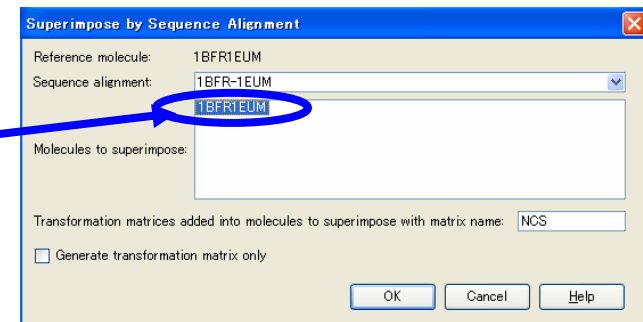 Superimpose by Sequence Alignment
Reference molecule: 1BFR1EUM
Sequence alignment: 1BFR-1EUM
1BFR1EUM
Molecules to superimpose:
Transformation matrices added into molecules to superimpose with matrix name: NCS
Generate transformation matrix only
OK Cancel Help